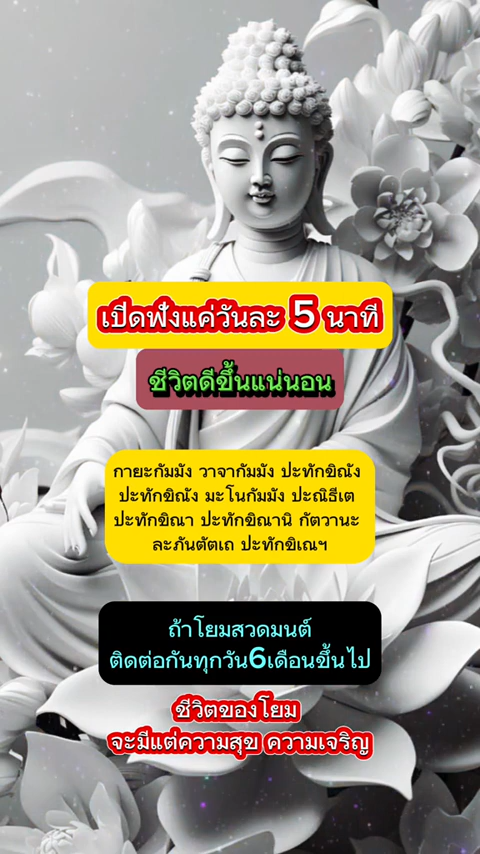 เปิดฟังแค่วันละ 5 นาที
ชีวิตดีขึ้นแน่นอน
กายะกัมมัง วาจากัมมัง ปะทักขิณัง
ปะทักขิณัง มะโนกัมมัง ปะณิธีเต
ปะทักขิณา ปะทักขิณานิ กัตวานะ
ละภันตัตเถ ปะทักขิเณฯ
ถ้าโยมสวดมนต์
ติดต่อกันทุกวัน6เดือนขึ้นไป
ชีวิตของโยม
จะมีแต่ความสุข ความเจริญ